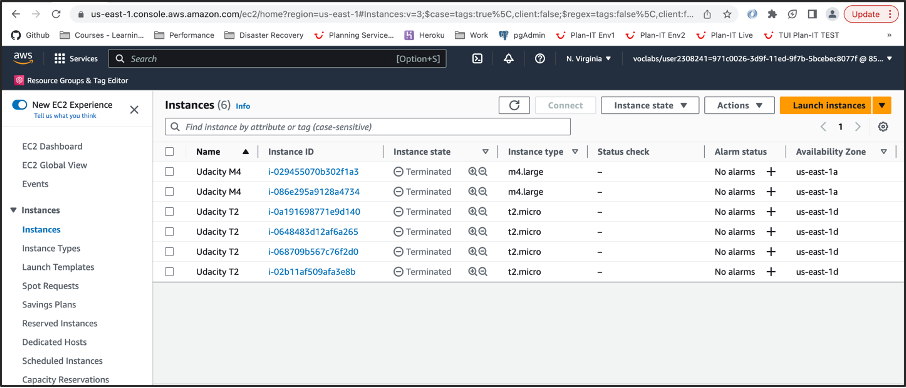 us-east-1.console.aws.amazon.com/ec2/home?region=us-east-1#Instances:v=3;$case=tags:true%5C,client:false;$regex=tags:false%5C,client:f...
Update
Github Courses - Learnin... Performance Disaster Recovery Planning Service... Heroku pgAdmin Plan-IT Env1 Plan-IT Env2 Plan-IT Live TUI Plan-IT TEST »
aws Services Search [Option+S] N. Virginia voclabs/user2308241=971c0026-3d9f-11ed-9f7b-5bcebec8077f @ 85...
Resource Groups & Tag Editor
New EC2 Experience
Tell us what you think
EC2 Dashboard
EC2 Global View
Events
Instances
Instances
Instance Types
Launch Templates
Spot Requests
Savings Plans
Reserved Instances
Dedicated Hosts
Scheduled Instances
Capacity Reservations
Instances (6) Info Connect Instance state Actions Launch instances
Find instance by attribute or tag (case-sensitive) 1
Name Instance ID Instance state Instance type Status check Alarm status Availability Zone
Udacity M4 i-029455070b302f1a3 Terminated m4.large – No alarms + us-east-1a
Udacity M4 i-086e295a9128a4734 Terminated m4.large – No alarms + us-east-1a
Udacity T2 i-0a191698771e9d140 Terminated t2.micro – No alarms + us-east-1d
Udacity T2 i-0648483d12af6a265 Terminated t2.micro – No alarms + us-east-1d
Udacity T2 i-068709b567c76f2d0 Terminated t2.micro – No alarms + us-east-1d
Udacity T2 i-02b11af509afa3e8b Terminated t2.micro – No alarms + us-east-1d